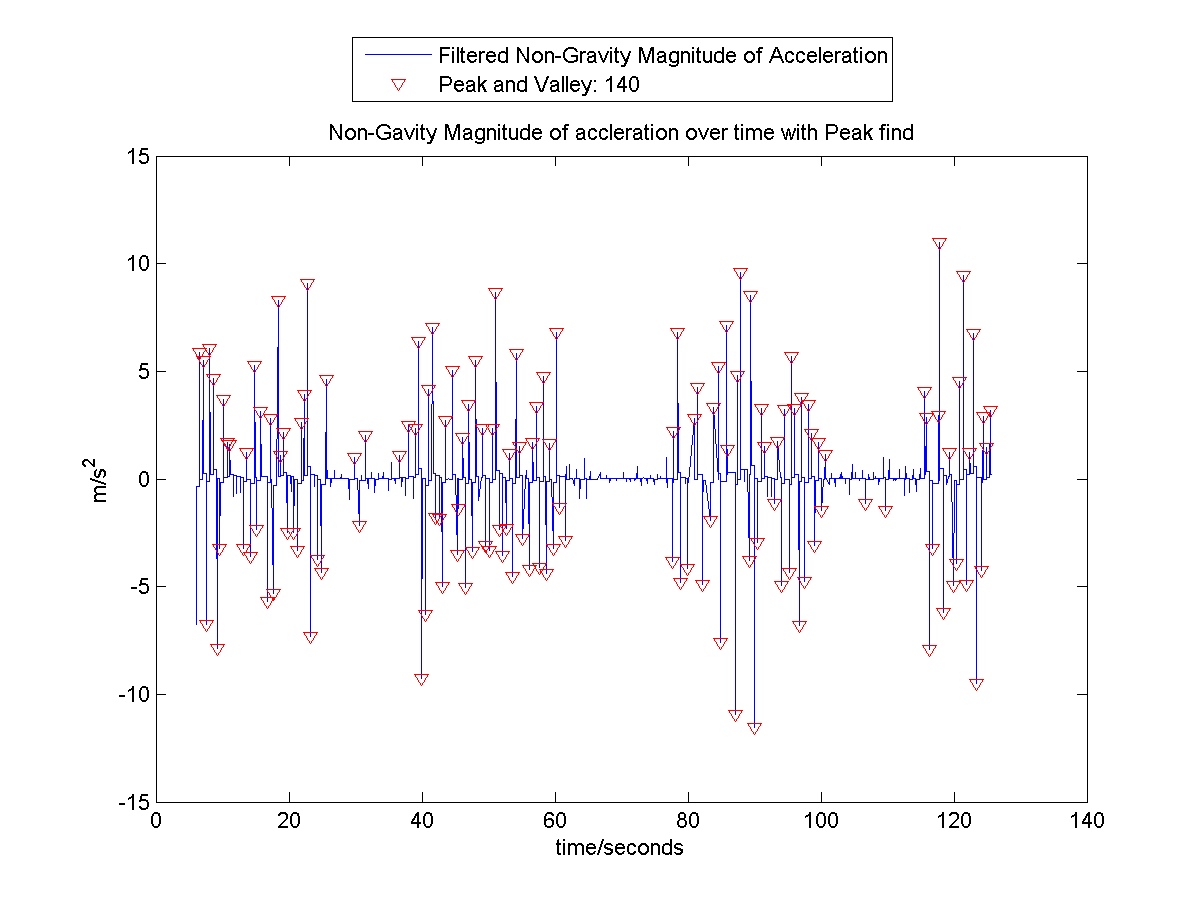 Filtered Non-Gravity Magnitude of Acceleration
Peak and Valley: 140
Non-Gavity Magnitude of accleration over time with Peak find
15
10
5
0
-5
-10
-15
m/s²
0 20 40 60 80 100 120 140
time/seconds